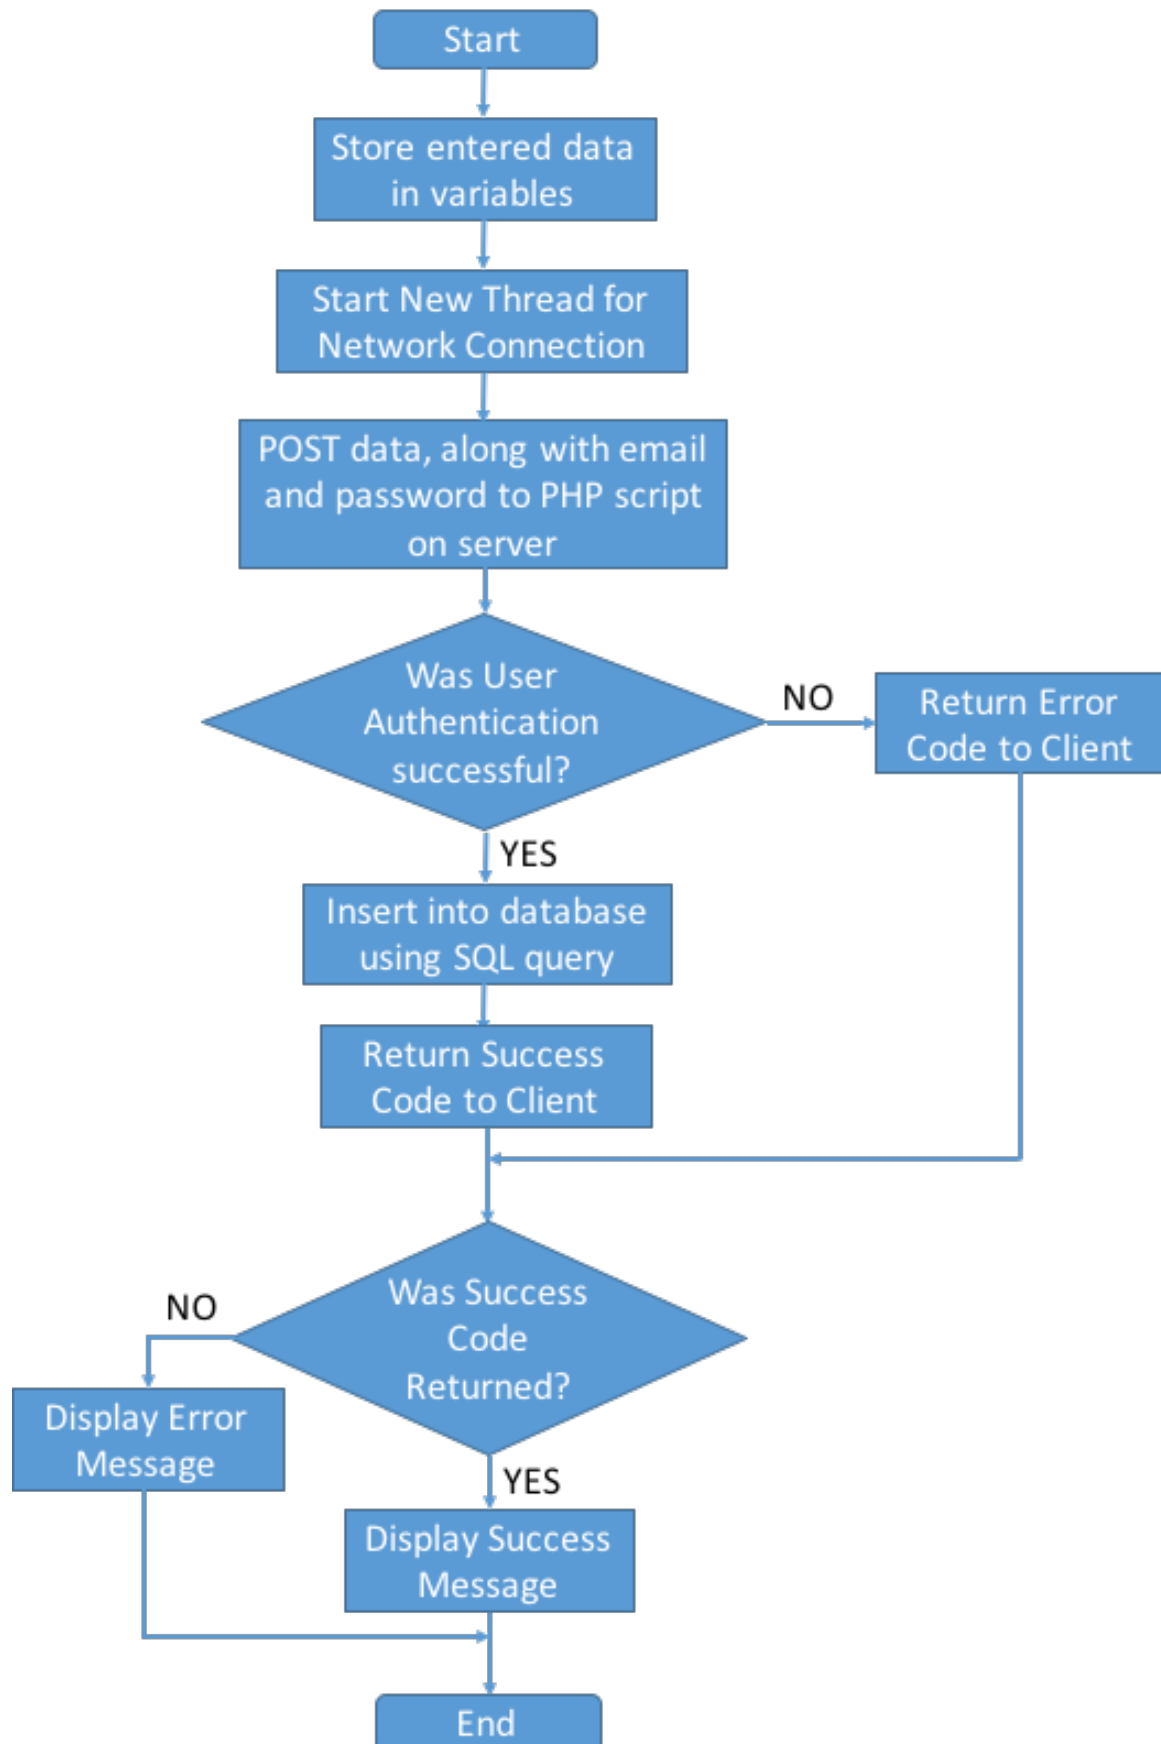 Start
Store entered data
in variables
Start New Thread for
Network Connection
POST data, along with email
and password to PHP script
on server
Was User
Authentication
successful?
NO
Return Error
Code to Client
YES
Insert into database
using SQL query
Return Success
Code to Client
Was Success
Code
Returned?
NO
Display Error
Message
YES
Display Success
Message
End